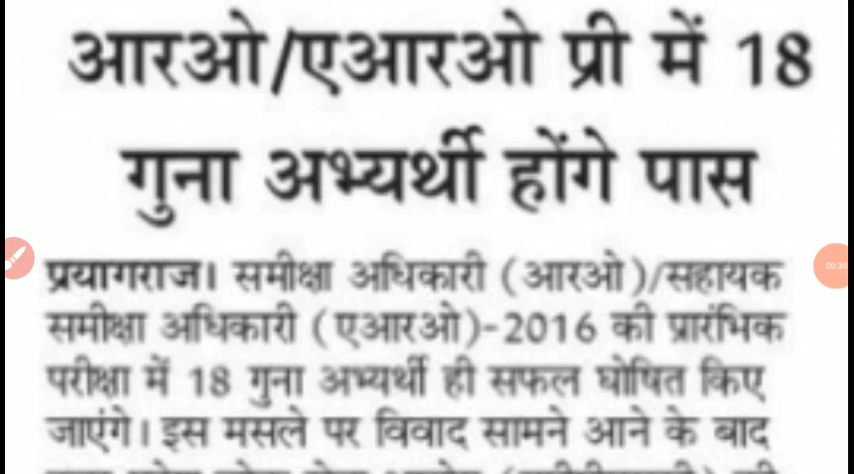 आरओ/एआरओ प्री में 18
गुना अभ्यर्थी होंगे पास
प्रयागराज। समीक्षा अधिकारी (आरओ)/सहायक
समीक्षा अधिकारी (एआरओ)-2016 की प्रारंभिक
परीक्षा में 18 गुना अभ्यर्थी ही सफल घोषित किए
जाएंगे। इस मसले पर विवाद सामने आने के बाद